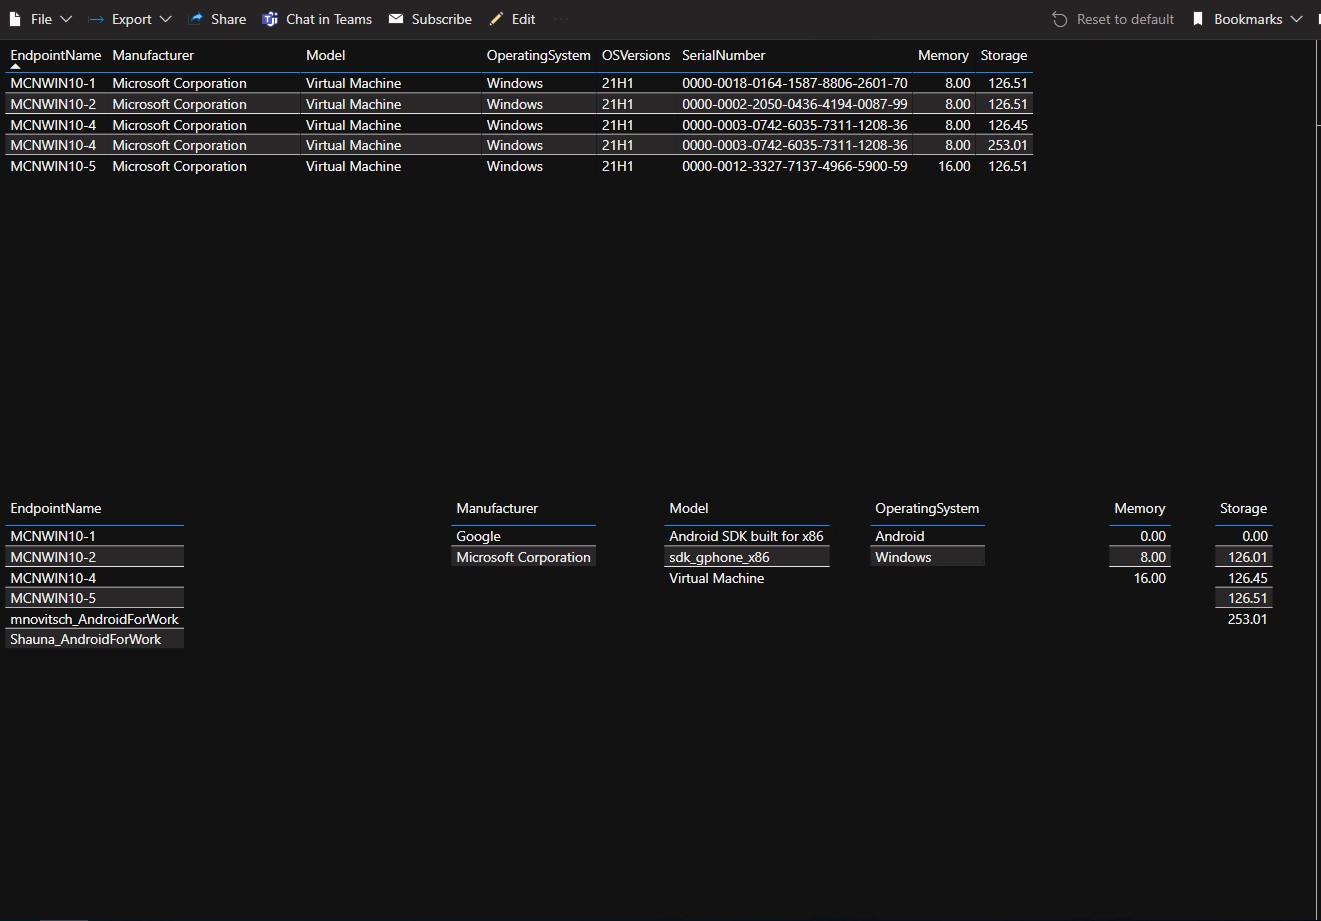 File Export Share Chat in Teams Subscribe Edit Reset to default Bookmarks
EndpointName Manufacturer Model OperatingSystem OSVersions SerialNumber Memory Storage
MCNWIN10-1 Microsoft Corporation Virtual Machine Windows 21H1 0000-0018-0164-1587-8806-2601-70 8.00 126.51
MCNWIN10-2 Microsoft Corporation Virtual Machine Windows 21H1 0000-0002-2050-0436-4194-0087-99 8.00 126.51
MCNWIN10-4 Microsoft Corporation Virtual Machine Windows 21H1 0000-0003-0742-6035-7311-1208-36 8.00 126.45
MCNWIN10-4 Microsoft Corporation Virtual Machine Windows 21H1 0000-0003-0742-6035-7311-1208-36 8.00 253.01
MCNWIN10-5 Microsoft Corporation Virtual Machine Windows 21H1 0000-0012-3327-7137-4966-5900-59 16.00 126.51
EndpointName Manufacturer Model OperatingSystem Memory Storage
MCNWIN10-1 Google Android SDK built for x86 Android 0.00 0.00
MCNWIN10-2 Microsoft Corporation sdk_gphone_x86 Windows 8.00 126.01
MCNWIN10-4 Virtual Machine 16.00 126.45
MCNWIN10-5 126.51
mnovitsch_AndroidForWork 253.01
Shauna_AndroidForWork